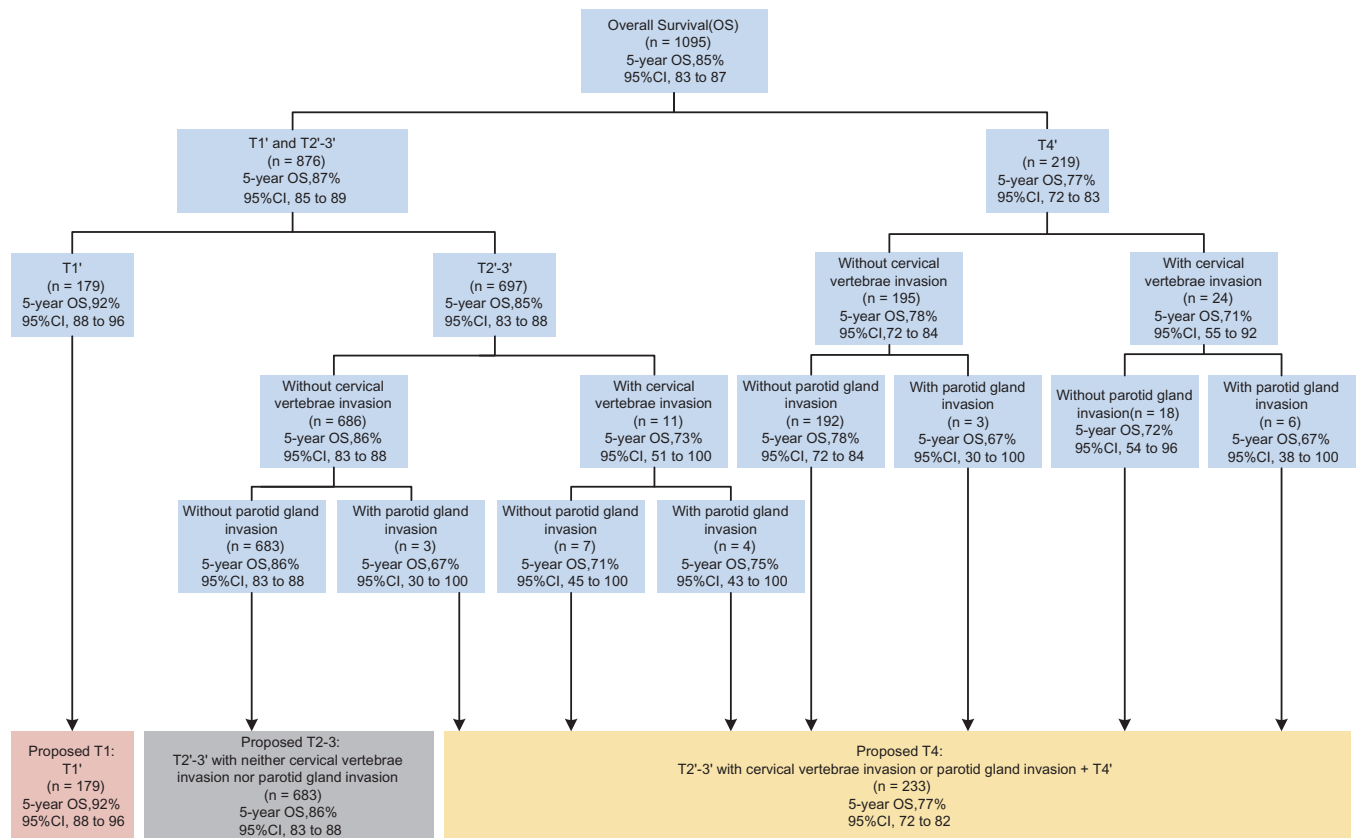 Overall Survival(OS)
(n = 1095)
5-year OS,85%
95%CI, 83 to 87
T1' and T2'-3'
(n = 876)
5-year OS,87%
95%CI, 85 to 89
T4'
(n = 219)
5-year OS,77%
95%CI, 72 to 83
T1'
(n = 179)
5-year OS,92%
95%CI, 88 to 96
T2'-3'
(n = 697)
5-year OS,85%
95%CI, 83 to 88
Without cervical
vertebrae invasion
(n = 195)
5-year OS,78%
95%CI,72 to 84
With cervical
vertebrae invasion
(n = 24)
5-year OS,71%
95%CI, 55 to 92
Without cervical
vertebrae invasion
(n = 686)
5-year OS,86%
95%CI, 83 to 88
With cervical
vertebrae invasion
(n = 11)
5-year OS,73%
95%CI, 51 to 100
Without parotid gland
invasion
(n = 192)
5-year OS,78%
95%CI, 72 to 84
With parotid gland
invasion
(n = 3)
5-year OS,67%
95%CI, 30 to 100
Without parotid gland
invasion(n = 18)
5-year OS,72%
95%CI, 54 to 96
With parotid gland
invasion
(n = 6)
5-year OS,67%
95%CI, 38 to 100
Without parotid gland
invasion
(n = 683)
5-year OS,86%
95%CI, 83 to 88
With parotid gland
invasion
(n = 3)
5-year OS,67%
95%CI, 30 to 100
Without parotid gland
invasion
(n = 7)
5-year OS,71%
95%CI, 45 to 100
With parotid gland
invasion
(n = 4)
5-year OS,75%
95%CI, 43 to 100
Proposed T1:
T1'
(n = 179)
5-year OS,92%
95%CI, 88 to 96
Proposed T2-3:
T2'-3' with neither cervical vertebrae
invasion nor parotid gland invasion
(n = 683)
5-year OS,86%
95%CI, 83 to 88
Proposed T4:
T2'-3' with cervical vertebrae invasion or parotid gland invasion + T4'
(n = 233)
5-year OS,77%
95%CI, 72 to 82